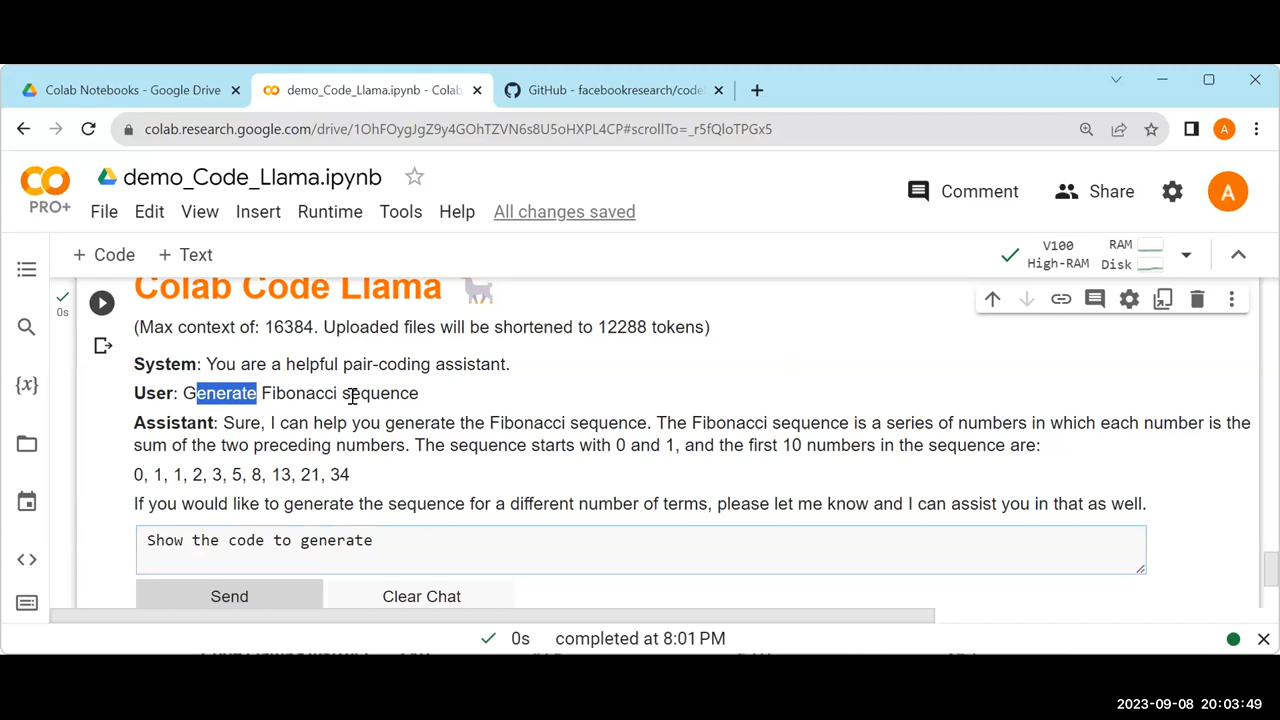 Colab Notebooks - Google Drive
demo_Code_Llama.ipynb - Colab
GitHub - facebookresearch/codel
colab.research.google.com/drive/1OhFOygJgZ9y4GOhTZVN6s8U5oHXPL4CP#scrollTo=_r5fQloTPGx5
A
CO
PRO+
demo_Code_Llama.ipynb
Comment
Share
A
File Edit View Insert Runtime Tools Help All changes saved
+ Code + Text
V100
High-RAM
RAM
Disk
0s
Colab Code Llama
(Max context of: 16384. Uploaded files will be shortened to 12288 tokens)
System: You are a helpful pair-coding assistant.
User: Generate Fibonacci sequence
Assistant: Sure, I can help you generate the Fibonacci sequence. The Fibonacci sequence is a series of numbers in which each number is the
sum of the two preceding numbers. The sequence starts with 0 and 1, and the first 10 numbers in the sequence are:
0, 1, 1, 2, 3, 5, 8, 13, 21, 34
If you would like to generate the sequence for a different number of terms, please let me know and I can assist you in that as well.
Show the code to generate
Send
Clear Chat
0s completed at 8:01 PM
2023-09-08 20:03:49